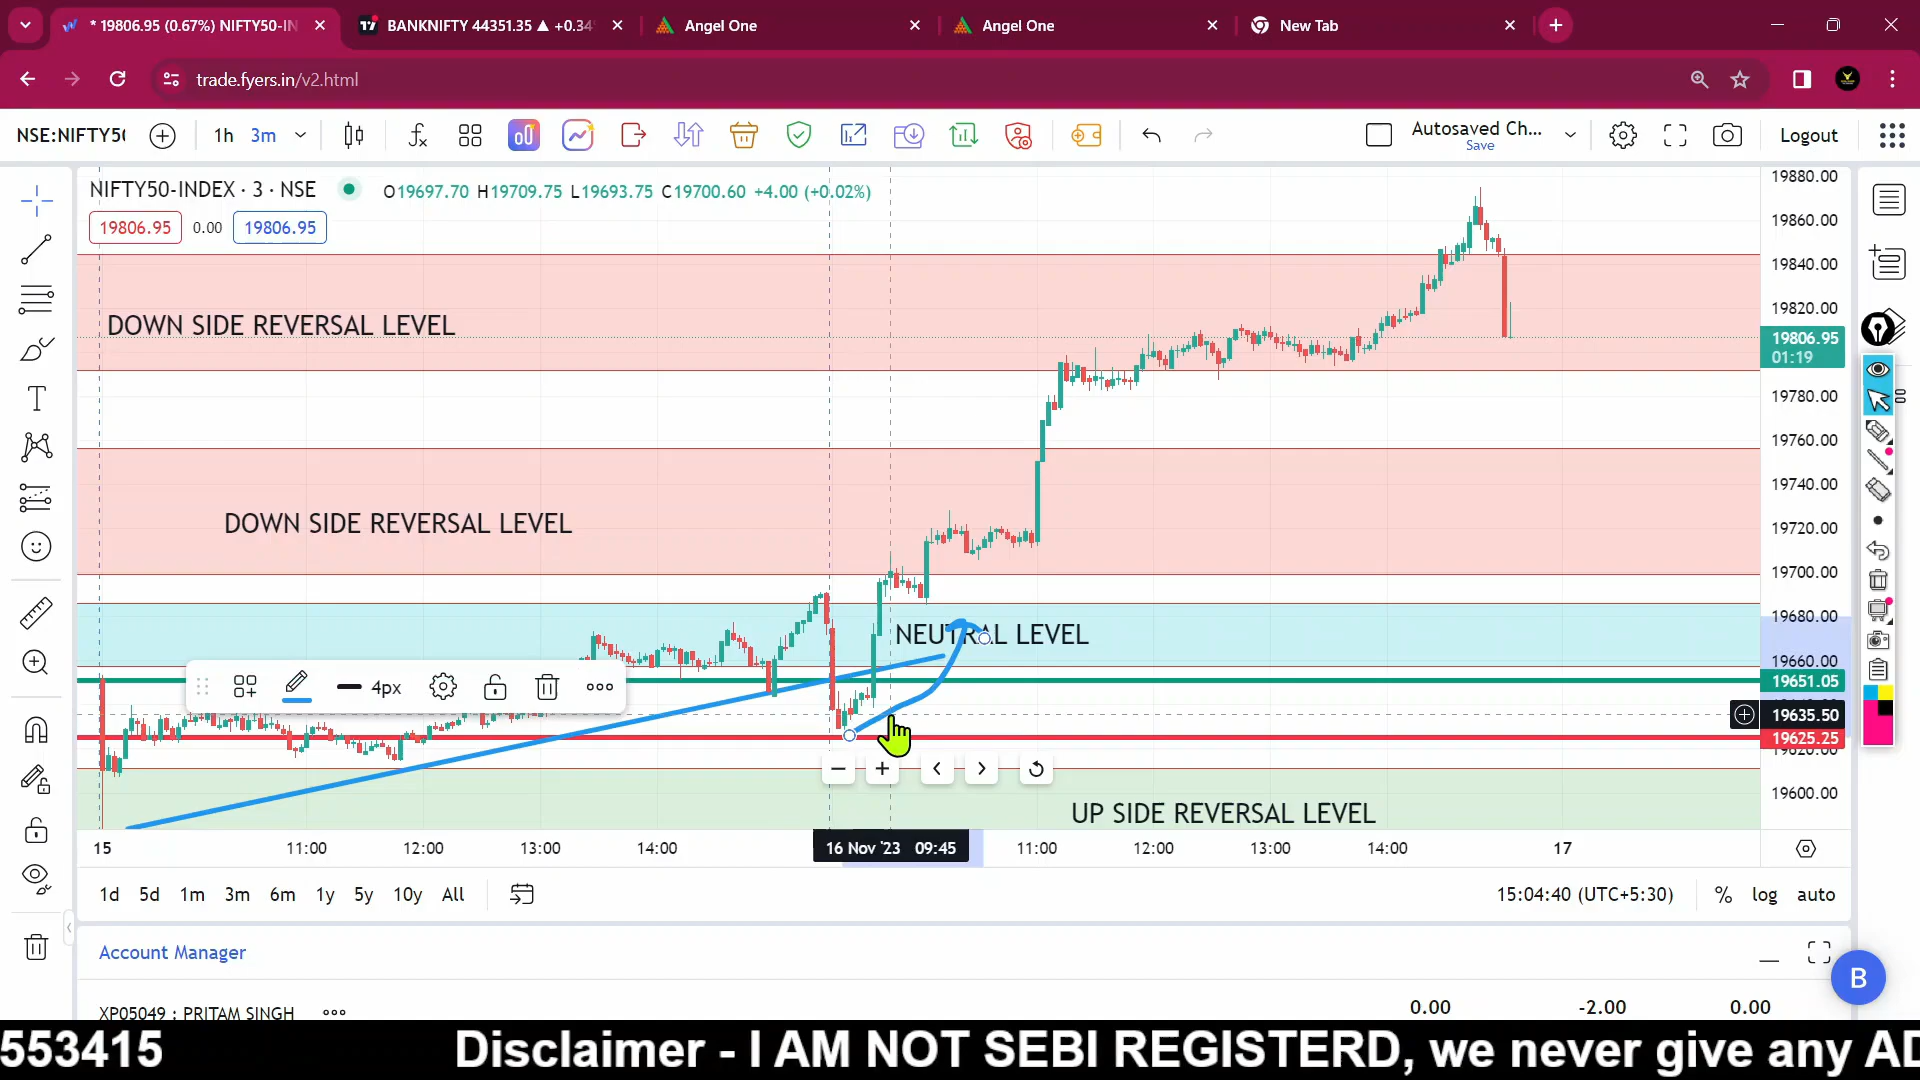 * 19806.95 (0.67%) NIFTY50-IN
BANKNIFTY 44351.35 ▲ +0.34
Angel One
Angel One
New Tab
trade.fyers.in/v2.html
NSE:NIFTY50
1h 3m
Autosaved Ch...
Save
Logout
NIFTY50-INDEX · 3 · NSE
O19697.70 H19709.75 L19693.75 C19700.60 +4.00 (+0.02%)
19806.95 0.00 19806.95
19880.00
19860.00
19840.00
19820.00
19806.95
01:19
19780.00
19760.00
19740.00
19720.00
19700.00
19680.00
19660.00
19651.05
19635.50
19625.25
19620.00
19600.00
DOWN SIDE REVERSAL LEVEL
DOWN SIDE REVERSAL LEVEL
NEUTRAL LEVEL
4px
UP SIDE REVERSAL LEVEL
15 11:00 12:00 13:00 14:00 16 Nov '23 09:45 11:00 12:00 13:00 14:00 17
1d 5d 1m 3m 6m 1y 5y 10y All
15:04:40 (UTC+5:30) % log auto
Account Manager
B
XP05049 : PRITAM SINGH
0.00 -2.00 0.00
553415 Disclaimer - I AM NOT SEBI REGISTERD, we never give any AD